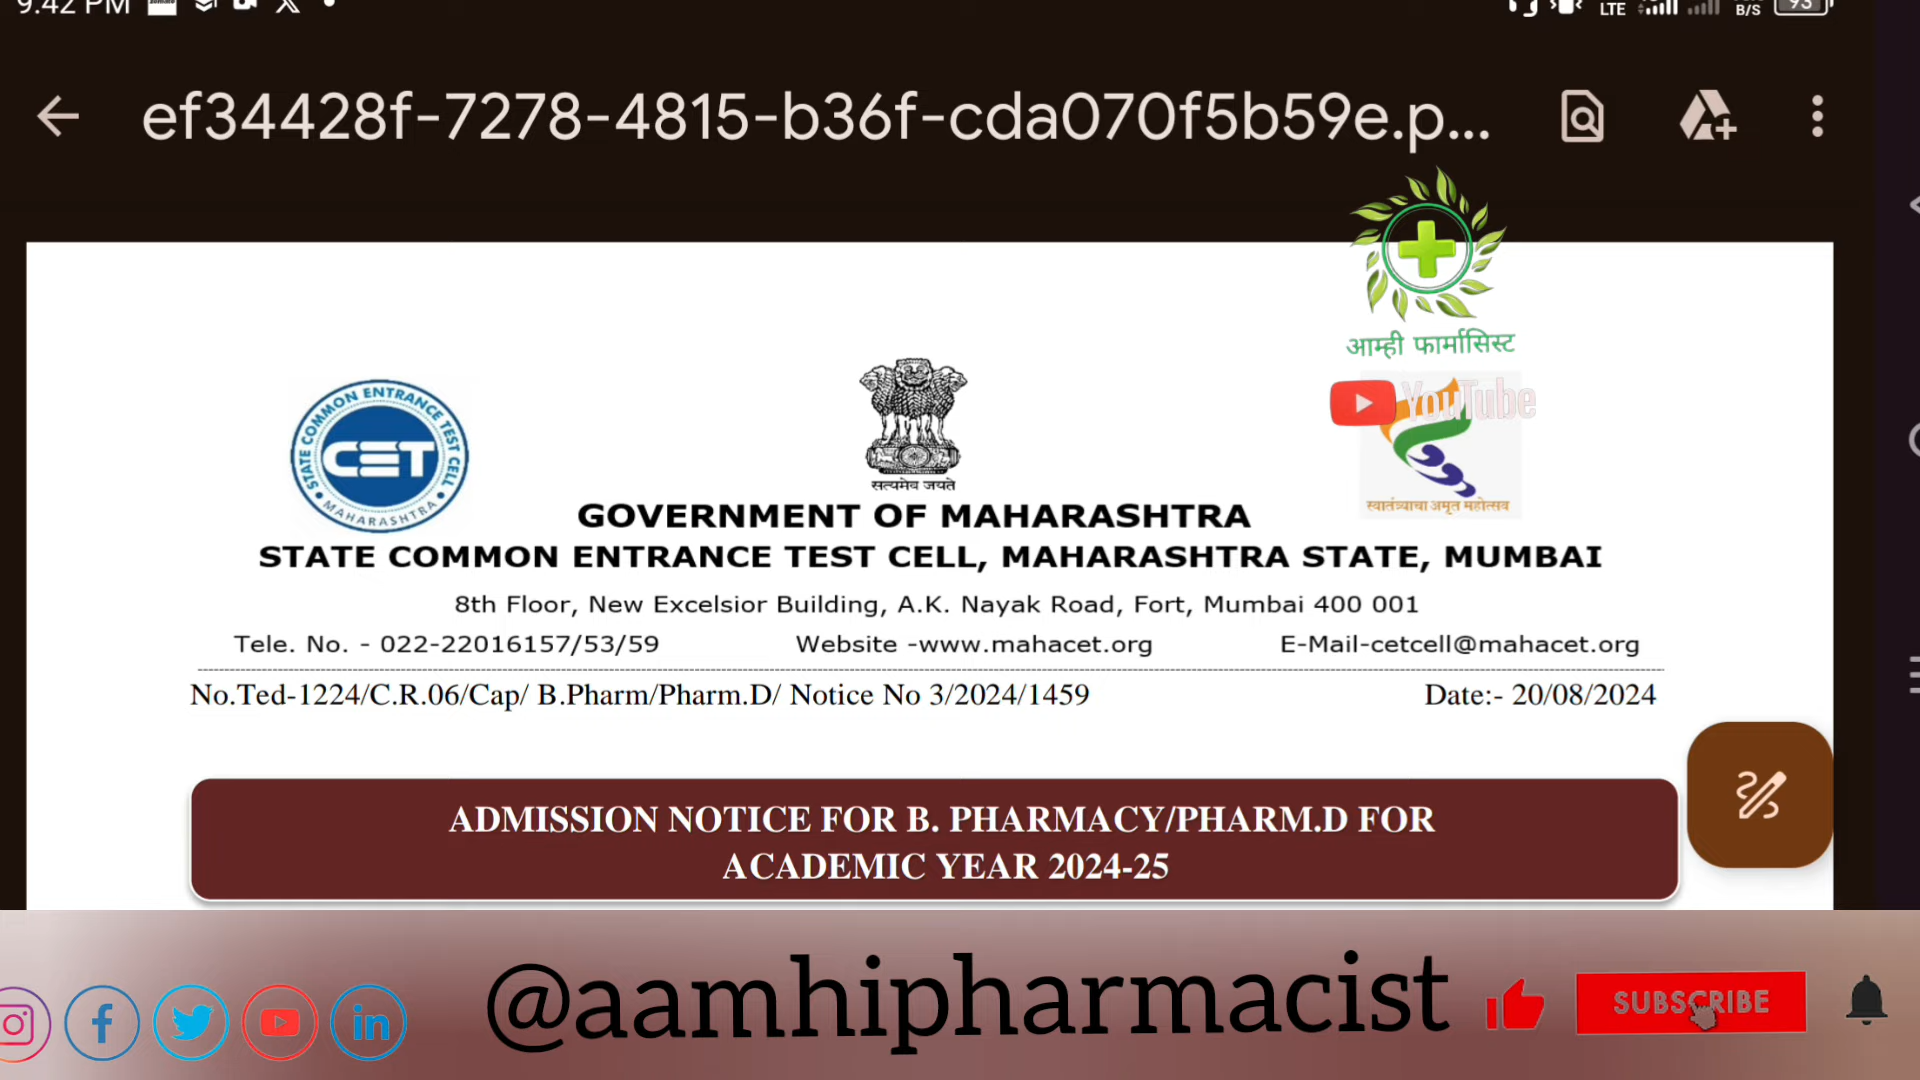 9:42 PM LTE B/S 93
ef34428f-7278-4815-b36f-cda070f5b59e.p...
आम्ही फार्मासिस्ट
YouTube
STATE COMMON ENTRANCE TEST CELL
CET
MAHARASHTRA
सत्यमेव जयते
स्वातंत्र्याचा अमृत महोत्सव
GOVERNMENT OF MAHARASHTRA
STATE COMMON ENTRANCE TEST CELL, MAHARASHTRA STATE, MUMBAI
8th Floor, New Excelsior Building, A.K. Nayak Road, Fort, Mumbai 400 001
Tele. No. - 022-22016157/53/59 Website -www.mahacet.org E-Mail-cetcell@mahacet.org
No.Ted-1224/C.R.06/Cap/ B.Pharm/Pharm.D/ Notice No 3/2024/1459 Date:- 20/08/2024
ADMISSION NOTICE FOR B. PHARMACY/PHARM.D FOR
ACADEMIC YEAR 2024-25
@aamhipharmacist
SUBSCRIBE